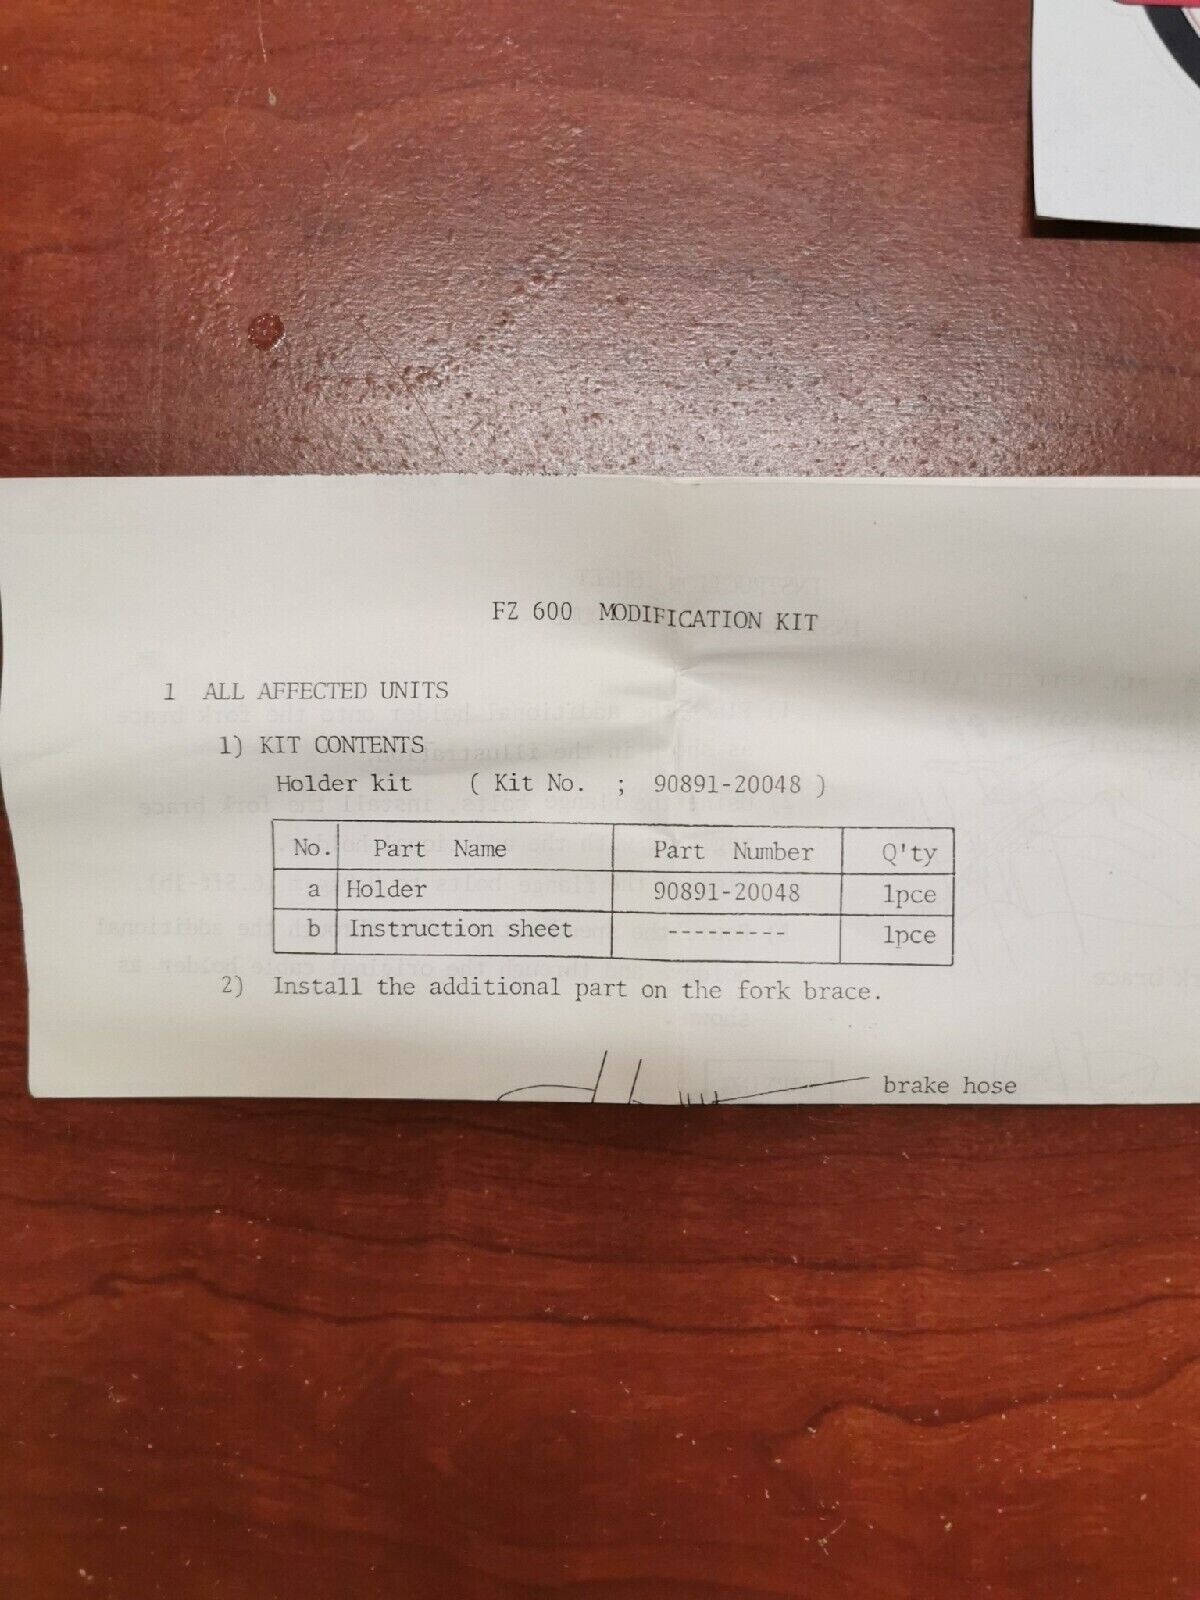 FZ 600 MODIFICATION KIT
1 ALL AFFECTED UNITS
1) KIT CONTENTS
Holder kit ( Kit No. ; 90891-20048 )
No. Part Name Part Number Q'ty
a Holder 90891-20048 1pce
b Instruction sheet --------- 1pce
2) Install the additional part on the fork brace.
brake hose